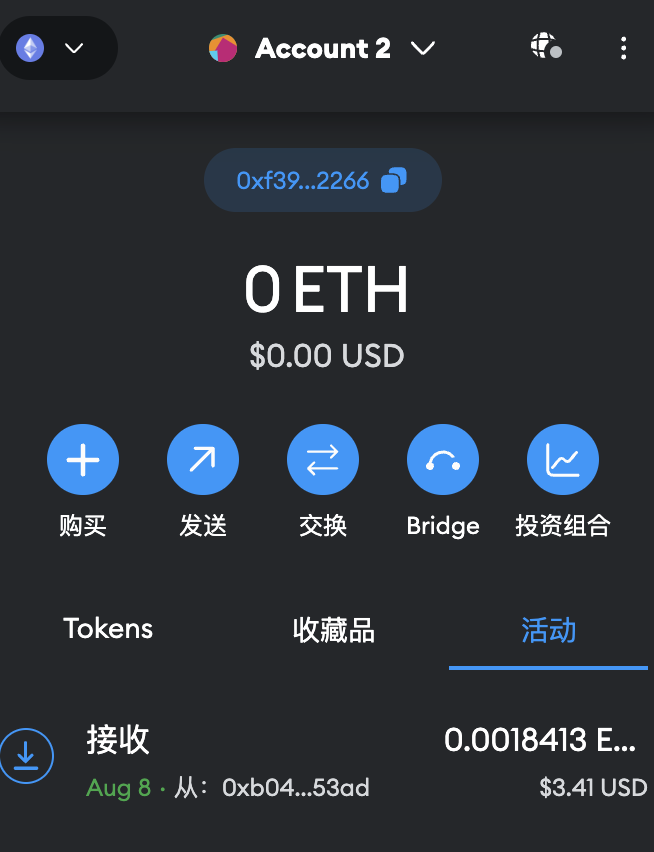 Account 2
0xf39...2266
0 ETH
$0.00 USD
购买 发送 交换 Bridge 投资组合
Tokens 收藏品 活动
接收 0.0018413 E...
Aug 8 · 从：0xb04...53ad $3.41 USD